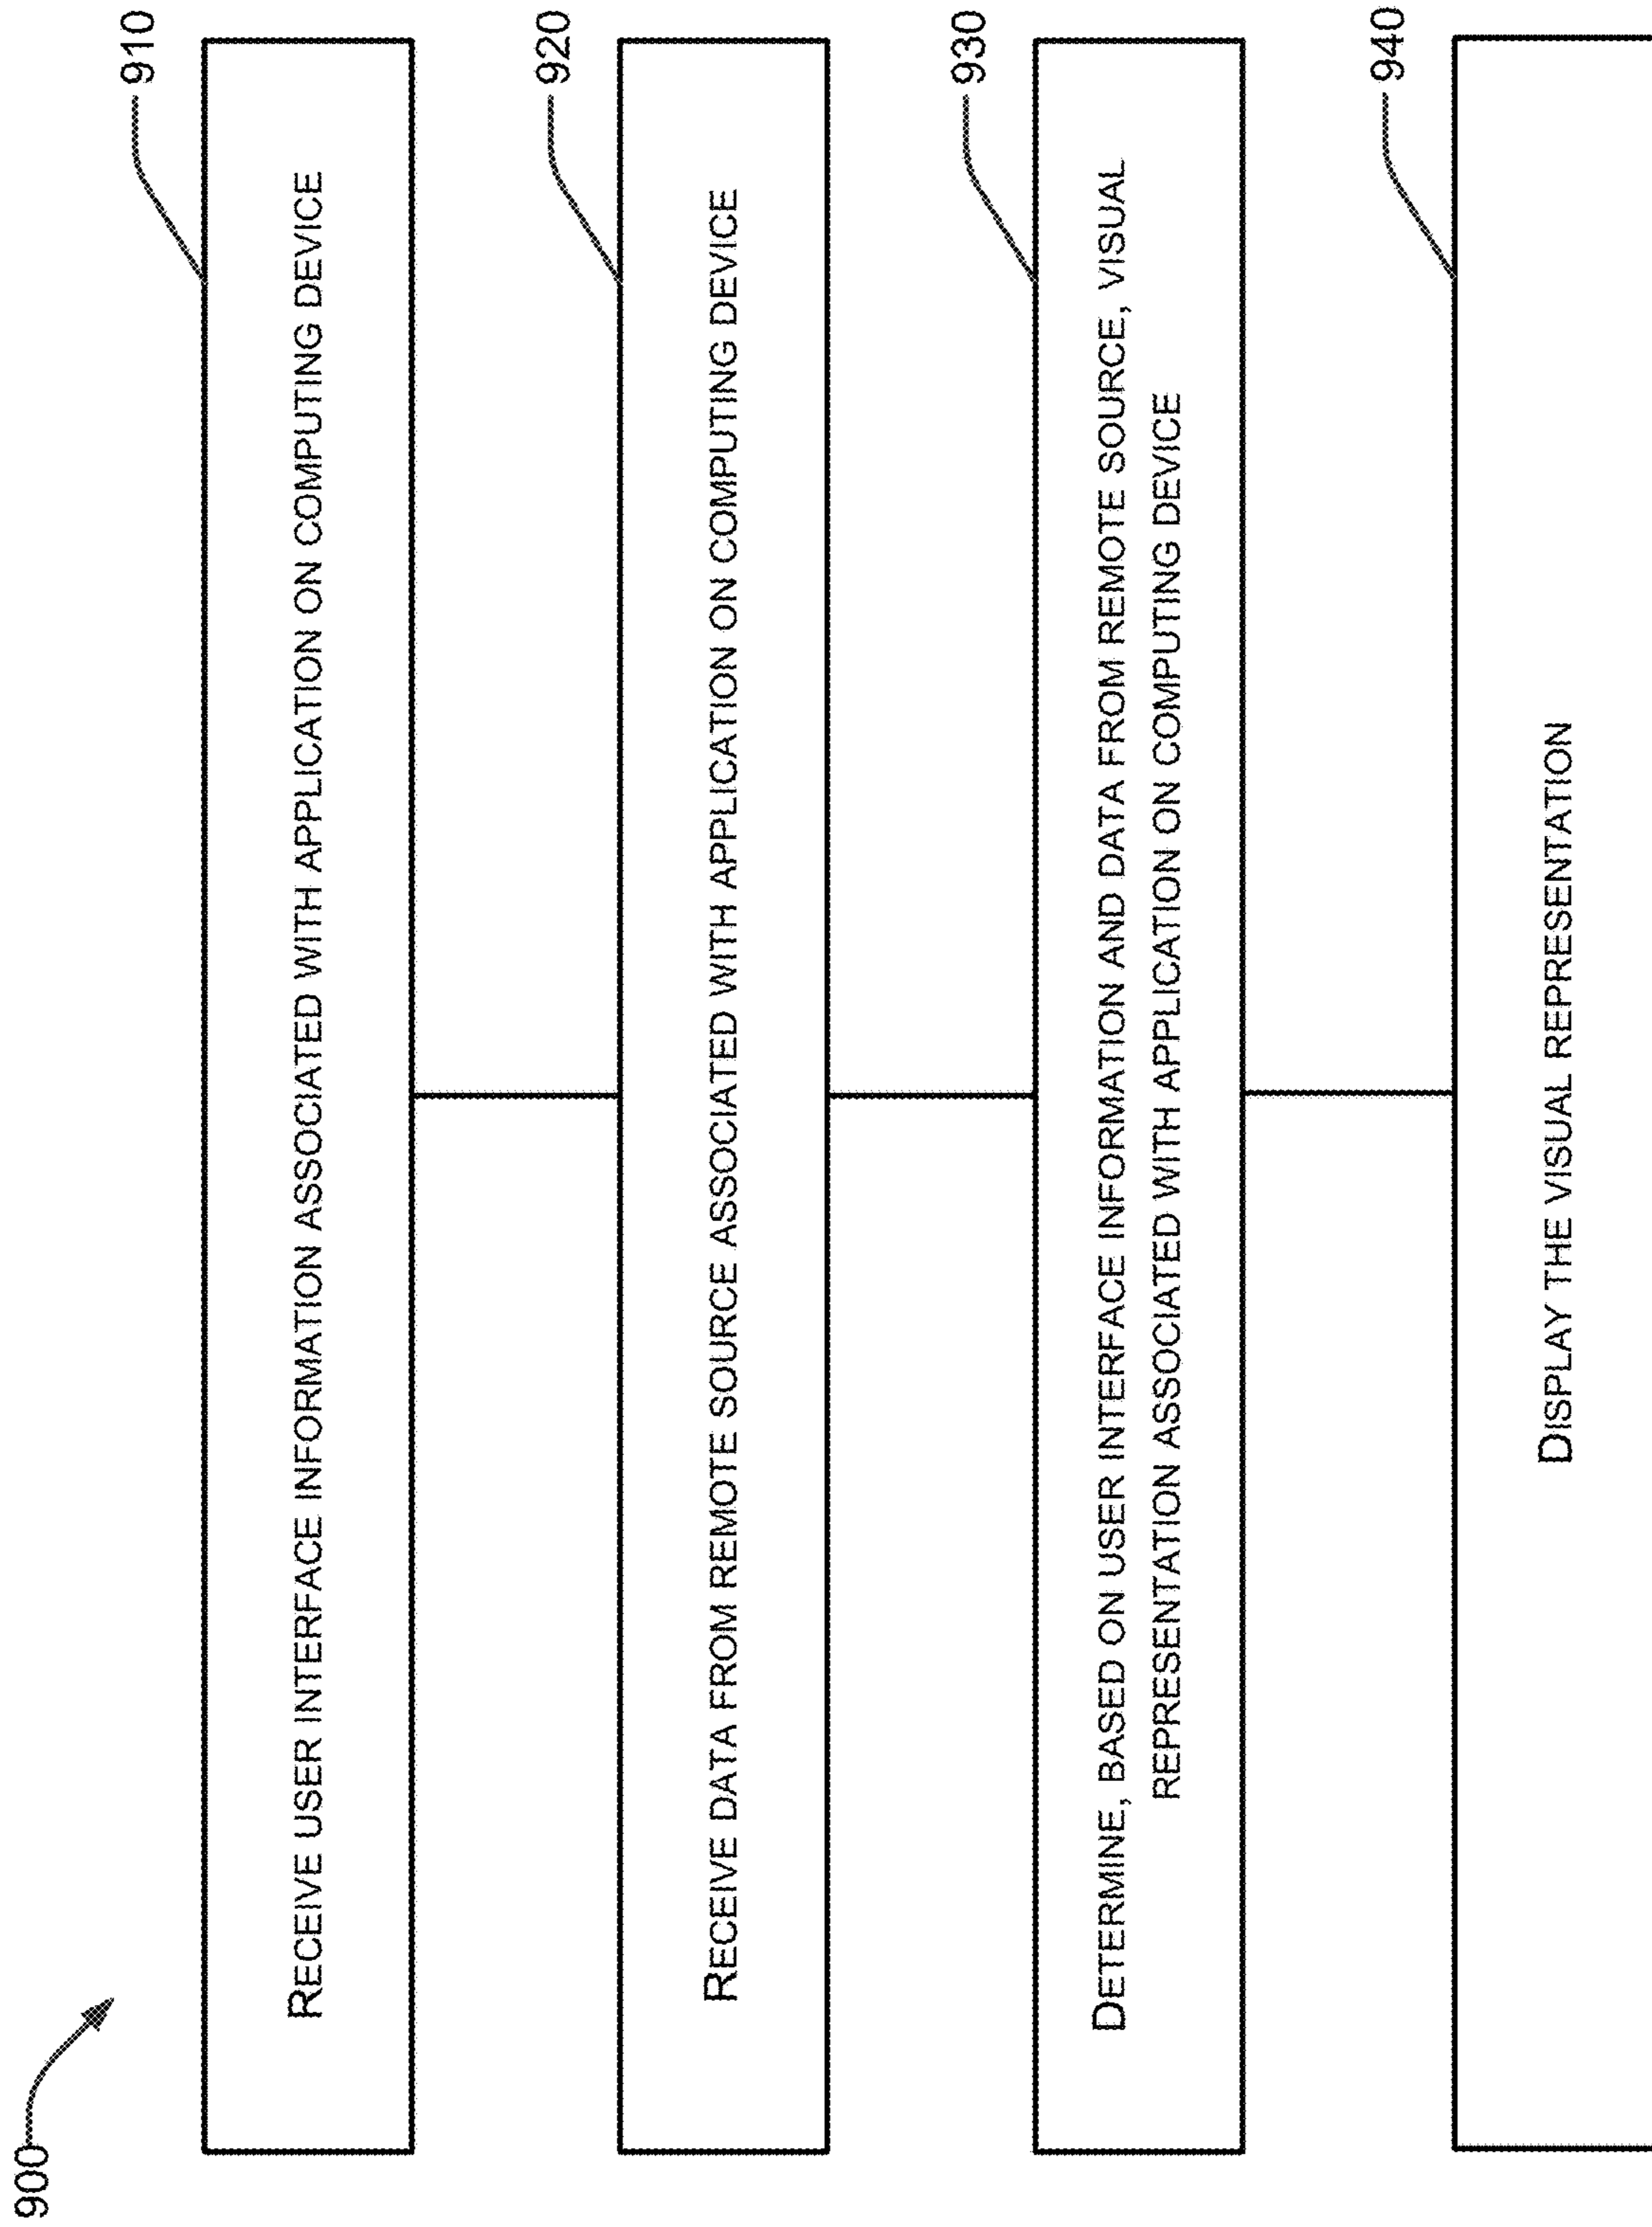 900
910
RECEIVE USER INTERFACE INFORMATION ASSOCIATED WITH APPLICATION ON COMPUTING DEVICE
920
RECEIVE DATA FROM REMOTE SOURCE ASSOCIATED WITH APPLICATION ON COMPUTING DEVICE
930
DETERMINE, BASED ON USER INTERFACE INFORMATION AND DATA FROM REMOTE SOURCE, VISUAL
REPRESENTATION ASSOCIATED WITH APPLICATION ON COMPUTING DEVICE
940
DISPLAY THE VISUAL REPRESENTATION